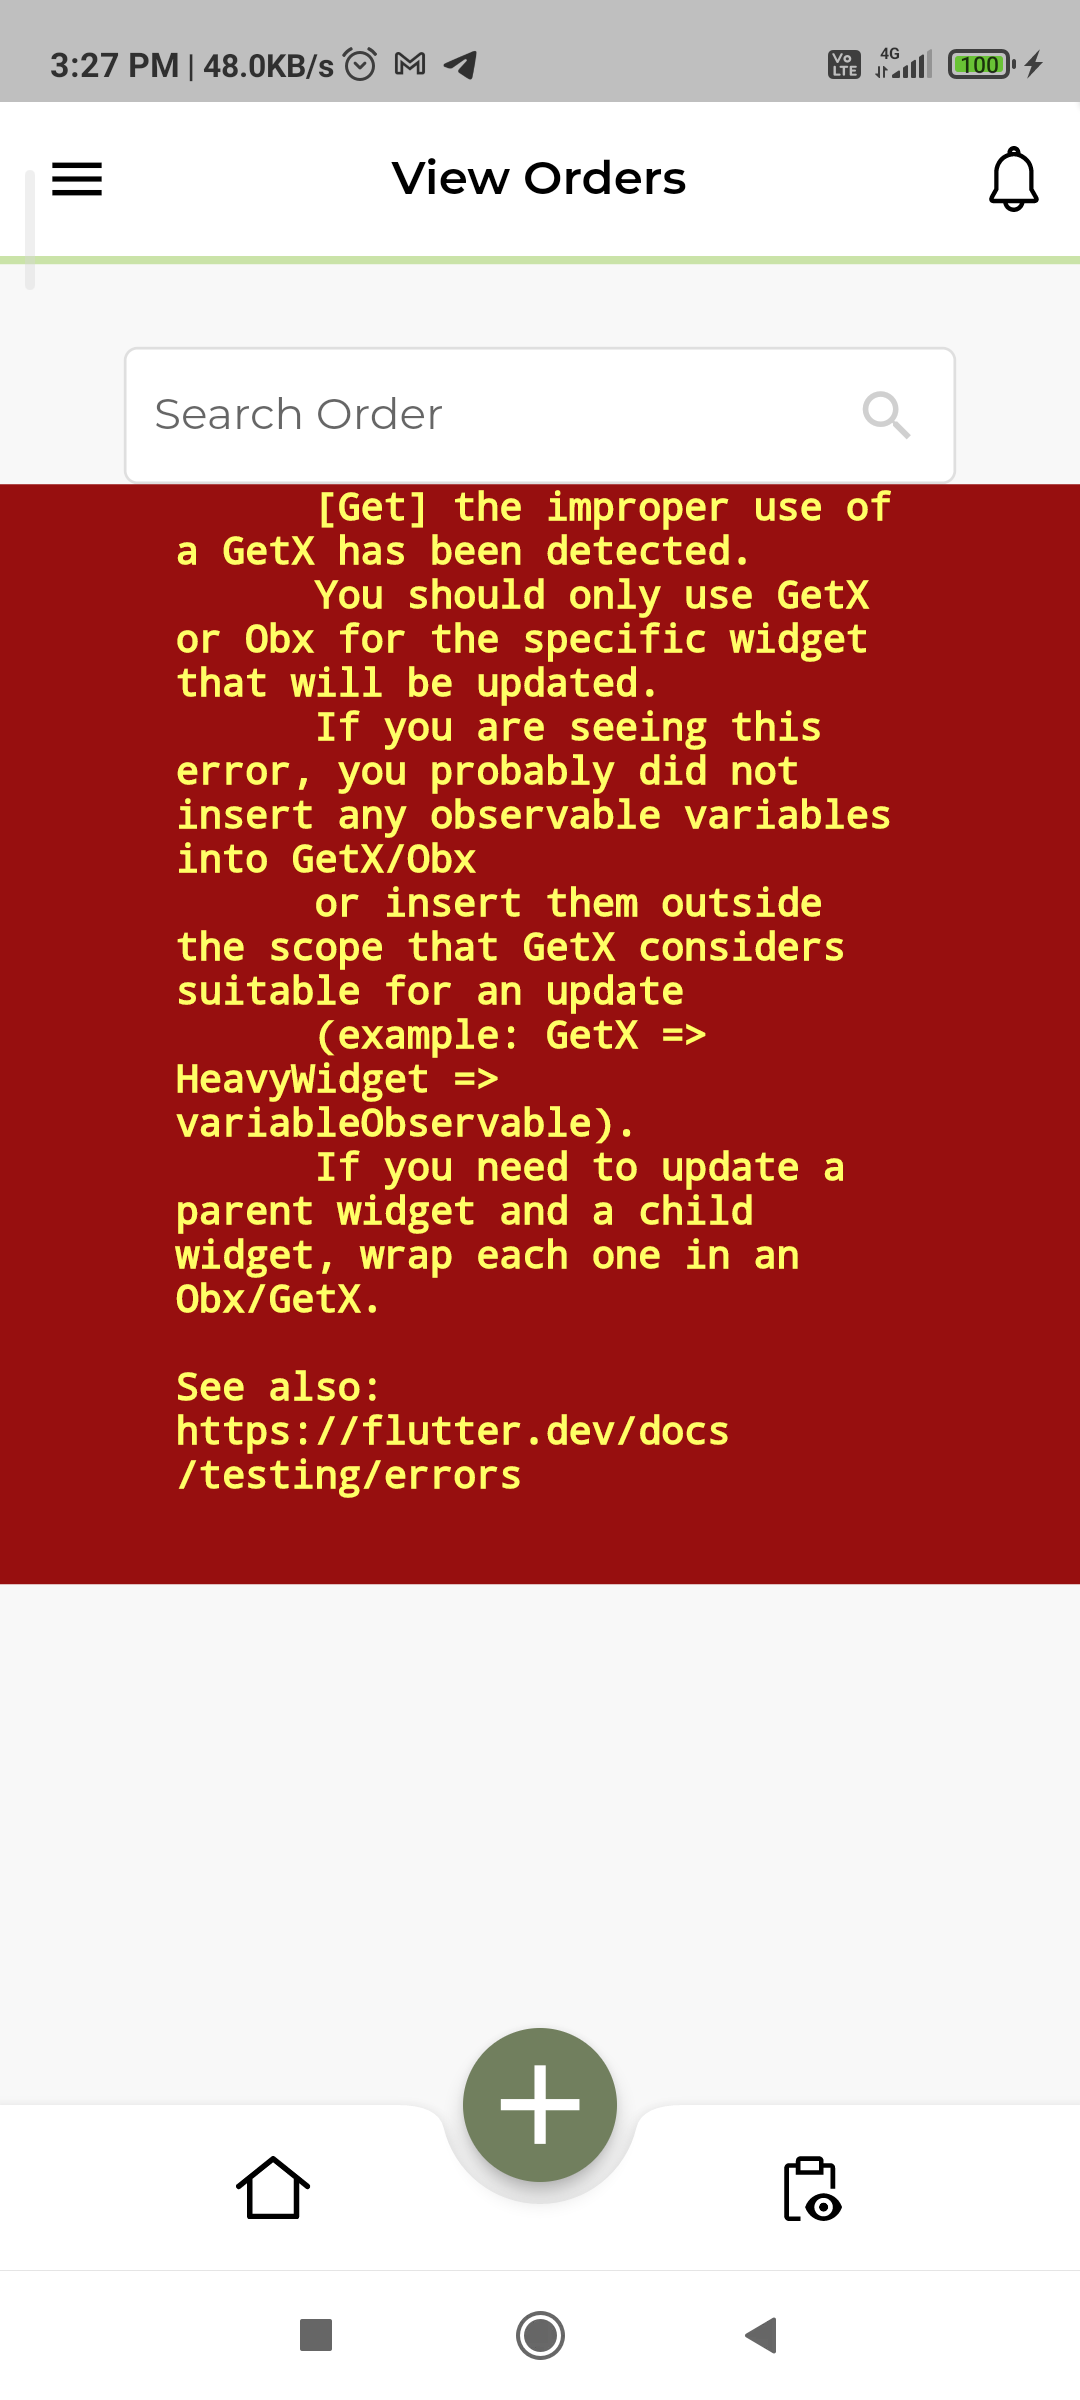 3:27 PM | 48.0KB/s Vo LTE 4G 100
View Orders
Search Order
[Get] the improper use of
a GetX has been detected.
You should only use GetX
or Obx for the specific widget
that will be updated.
If you are seeing this
error, you probably did not
insert any observable variables
into GetX/Obx
or insert them outside
the scope that GetX considers
suitable for an update
(example: GetX =>
HeavyWidget =>
variableObservable).
If you need to update a
parent widget and a child
widget, wrap each one in an
Obx/GetX.
See also:
https://flutter.dev/docs
/testing/errors